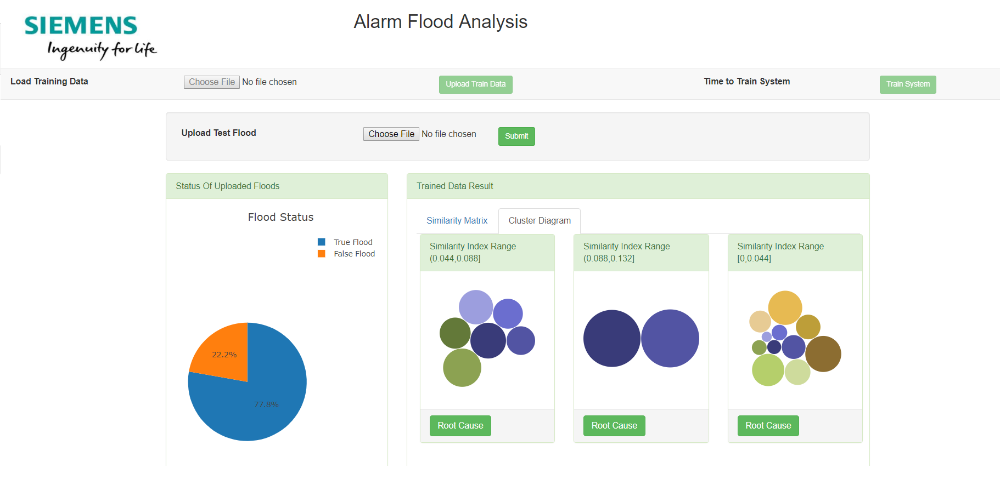 SIEMENS
Ingenuity for life
Alarm Flood Analysis
Load Training Data
Choose File No file chosen
Upload Train Data
Time to Train System
Train System
Upload Test Flood
Choose File No file chosen
Submit
Status Of Uploaded Floods
Flood Status
True Flood
False Flood
22.2%
77.8%
Trained Data Result
Similarity Matrix
Cluster Diagram
Similarity Index Range
(0.044,0.088]
Root Cause
Similarity Index Range
(0.088,0.132]
Root Cause
Similarity Index Range
[0,0.044]
Root Cause